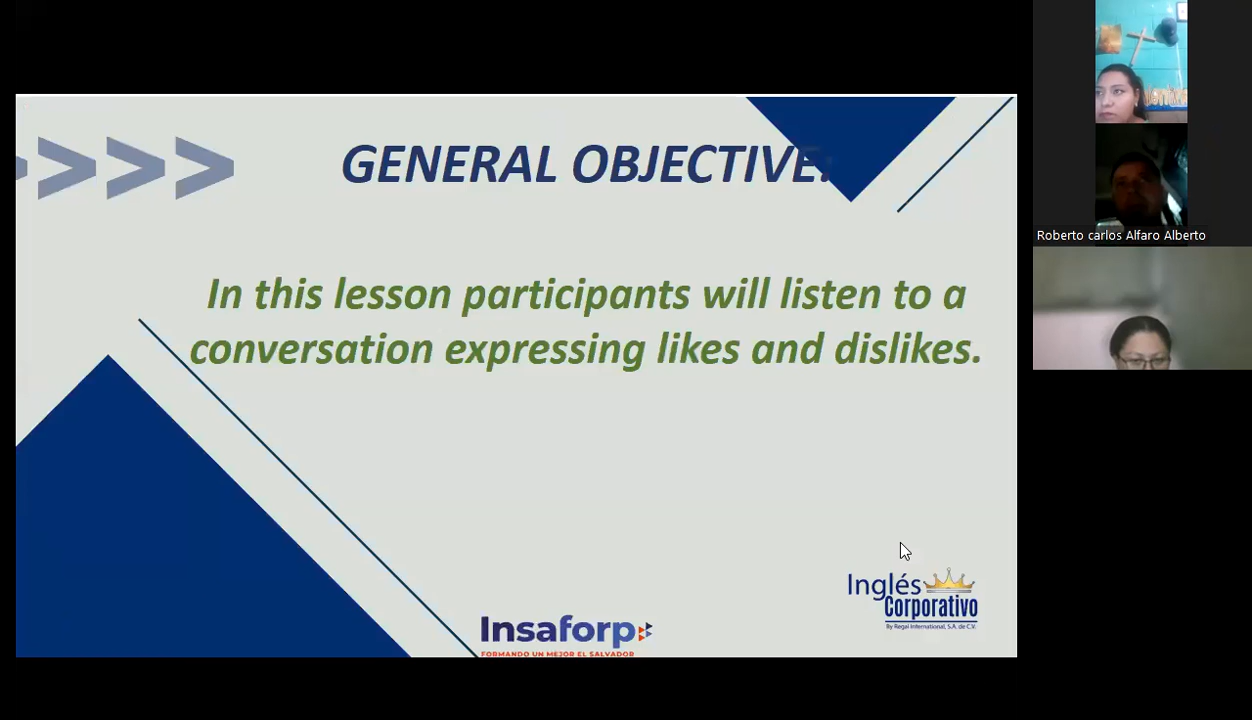 GENERAL OBJECTIVE:
In this lesson participants will listen to a
conversation expressing likes and dislikes.
Inglés
Corporativo
By Regal International, S.A. de C.V.
Insaforp
FORMANDO UN MEJOR EL SALVADOR
Roberto carlos Alfaro Alberto